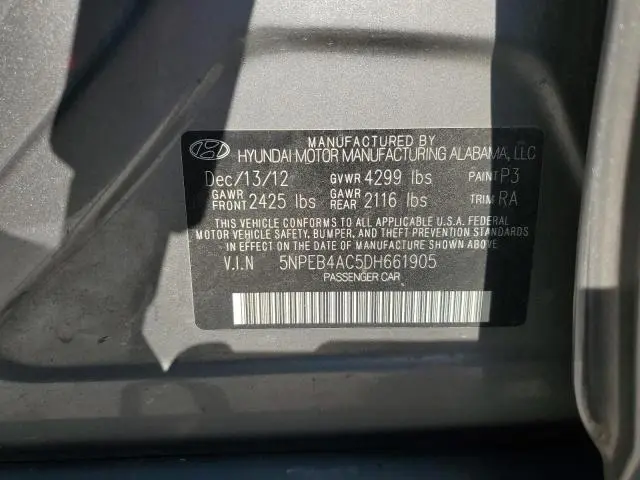 MANUFACTURED BY
HYUNDAI MOTOR MANUFACTURING ALABAMA, LLC
Dec/13/12 GVWR 4299 lbs PAINT P3
GAWR FRONT 2425 lbs GAWR REAR 2116 lbs TRIM RA
THIS VEHICLE CONFORMS TO ALL APPLICABLE U.S.A. FEDERAL
MOTOR VEHICLE SAFETY, BUMPER, AND THEFT PREVENTION STANDARDS
IN EFFECT ON THE DATE OF MANUFACTURE SHOWN ABOVE.
V.I.N 5NPEB4AC5DH661905
PASSENGER CAR